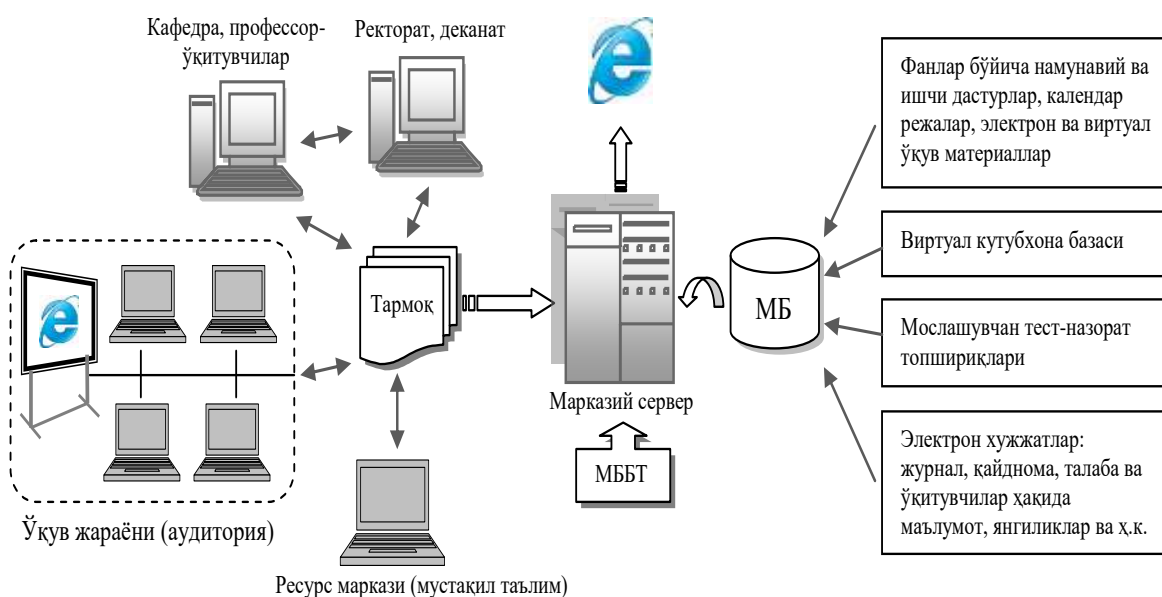 Кафедра, профессор-
ўқитувчилар
Ректорат, деканат
Тармоқ
Ўқув жараёни (аудитория)
Ресурс маркази (мустақил таълим)
Марказий сервер
МББТ
МБ
Фанлар бўйича намунавий ва
ишчи дастурлар, календар
режалар, электрон ва виртуал
ўқув материаллар
Виртуал кутубхона базаси
Мослашувчан тест-назорат
топшириқлари
Электрон хужжатлар:
журнал, қайднома, талаба ва
ўқитувчилар ҳақида
маълумот, янгиликлар ва ҳ.к.